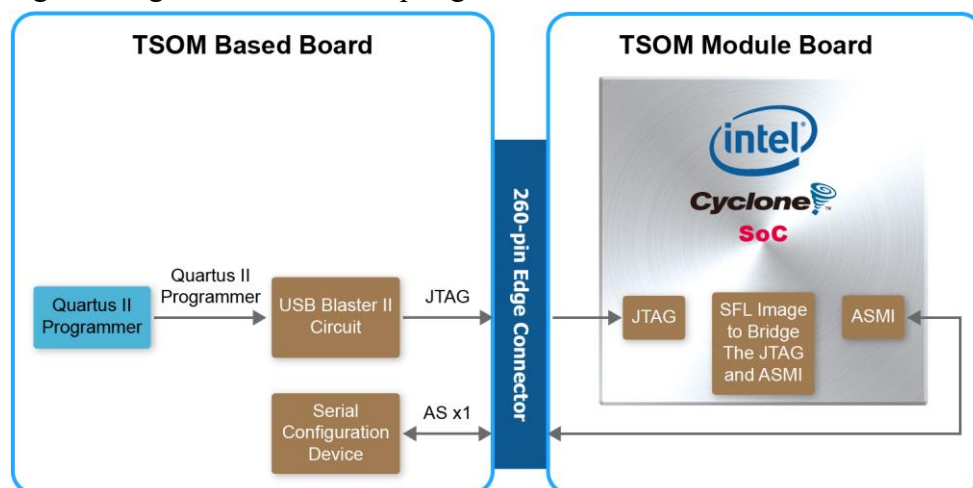 TSOM Based Board
TSOM Module Board
intel®
Cyclone™
SoC
260-pin Edge Connector
Quartus II
Programmer
Quartus II
Programmer
USB Blaster II
Circuit
JTAG
JTAG
SFL Image
to Bridge
The JTAG
and ASMI
ASMI
Serial
Configuration
Device
AS x1